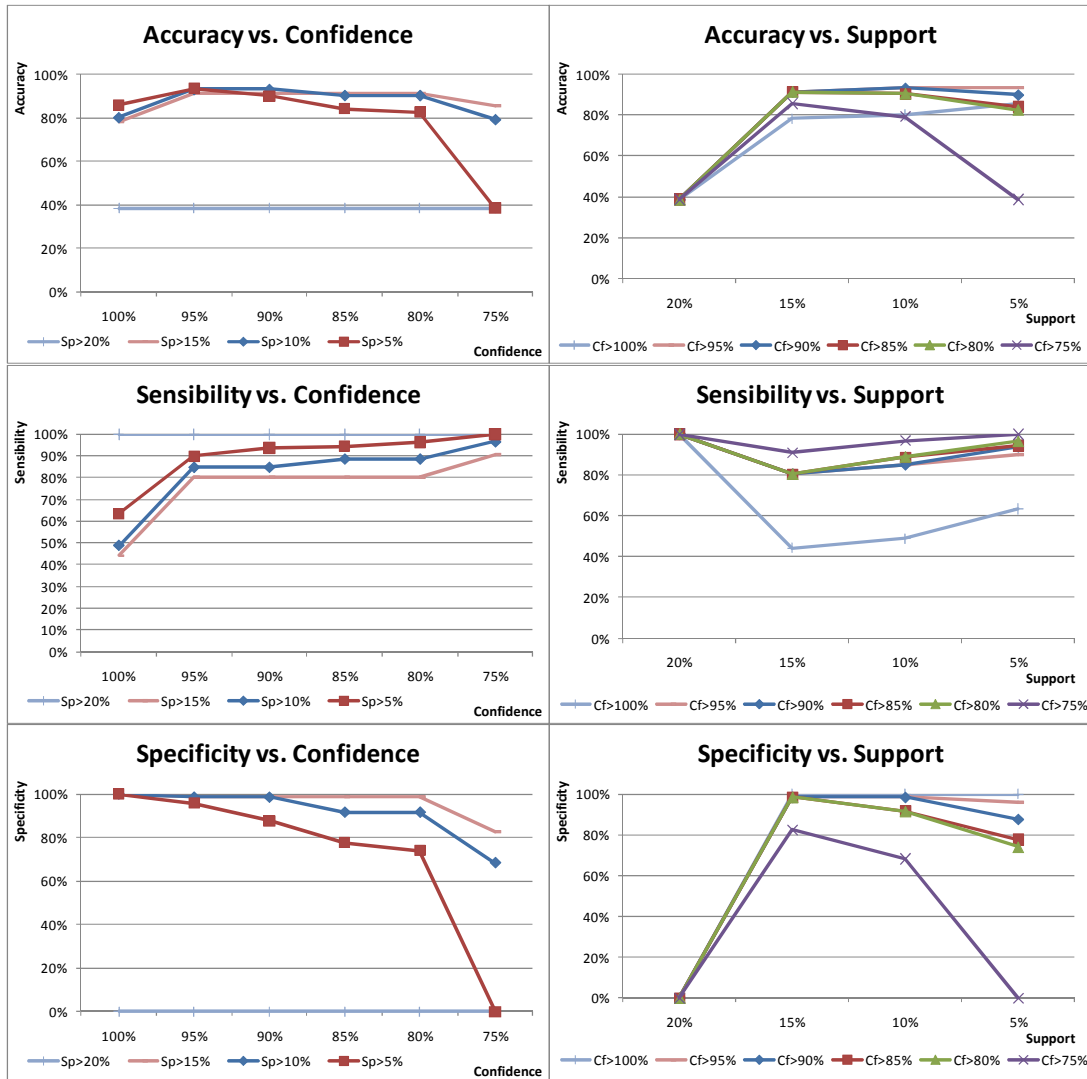 Accuracy vs. Confidence
Accuracy
100%
80%
60%
40%
20%
0%
100% 95% 90% 85% 80% 75%
Sp>20% Sp>15% Sp>10% Sp>5%
Confidence
Accuracy vs. Support
Accuracy
100%
80%
60%
40%
20%
0%
20% 15% 10% 5%
Support
Cf>100% Cf>95% Cf>90% Cf>85% Cf>80% Cf>75%
Sensibility vs. Confidence
Sensibility
100%
90%
80%
70%
60%
50%
40%
30%
20%
10%
0%
100% 95% 90% 85% 80% 75%
Sp>20% Sp>15% Sp>10% Sp>5%
Confidence
Sensibility vs. Support
Sensibility
100%
80%
60%
40%
20%
0%
20% 15% 10% 5%
Support
Cf>100% Cf>95% Cf>90% Cf>85% Cf>80% Cf>75%
Specificity vs. Confidence
Specificity
100%
80%
60%
40%
20%
0%
100% 95% 90% 85% 80% 75%
Sp>20% Sp>15% Sp>10% Sp>5%
Confidence
Specificity vs. Support
Specificity
100%
80%
60%
40%
20%
0%
20% 15% 10% 5%
Support
Cf>100% Cf>95% Cf>90% Cf>85% Cf>80% Cf>75%